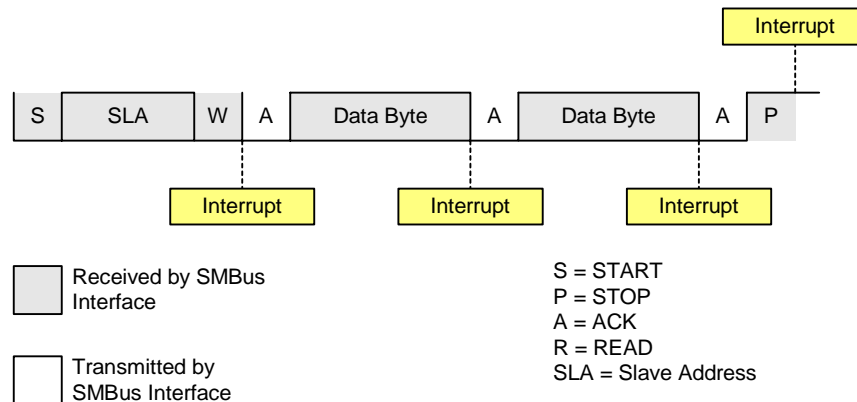 Interrupt
S SLA W A Data Byte A Data Byte A P
Interrupt Interrupt Interrupt
Received by SMBus
Interface
Transmitted by
SMBus Interface
S = START
P = STOP
A = ACK
R = READ
SLA = Slave Address